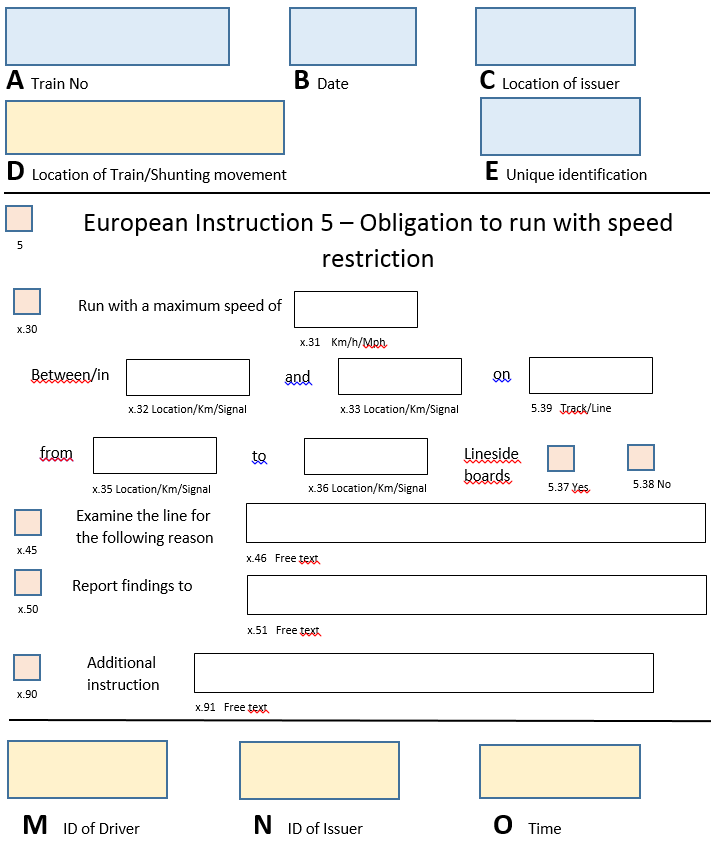 A Train No
B Date
C Location of issuer
D Location of Train/Shunting movement
E Unique identification
5
European Instruction 5 – Obligation to run with speed
restriction
Run with a maximum speed of
x.30
x.31 Km/h/Mph
Between/in
and
on
x.32 Location/Km/Signal
x.33 Location/Km/Signal
5.39 Track/Line
from
to
Lineside
boards
x.35 Location/Km/Signal
x.36 Location/Km/Signal
5.37 Yes
5.38 No
Examine the line for
the following reason
x.45
x.46 Free text
Report findings to
x.50
x.51 Free text
Additional
instruction
x.90
x.91 Free text
M ID of Driver
N ID of Issuer
O Time